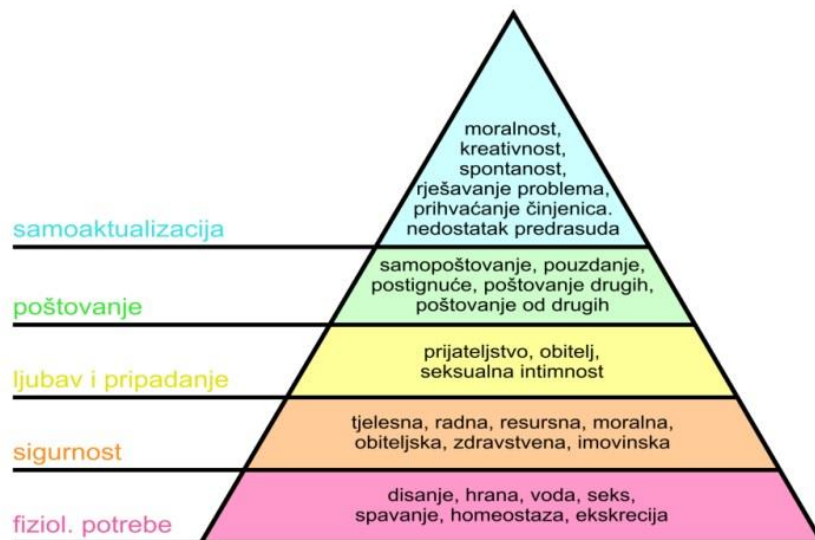 moralnost,
kreativnost,
spontanost,
rješavanje problema,
prihvaćanje činjenica.
nedostatak predrasuda
samoaktualizacija
samopoštovanje, pouzdanje,
postignuće, poštovanje drugih,
poštovanje od drugih
poštovanje
prijateljstvo, obitelj,
seksualna intimnost
ljubav i pripadanje
tjelesna, radna, resursna, moralna,
obiteljska, zdravstvena, imovinska
sigurnost
disanje, hrana, voda, seks,
spavanje, homeostaza, ekskrecija
fiziol. potrebe